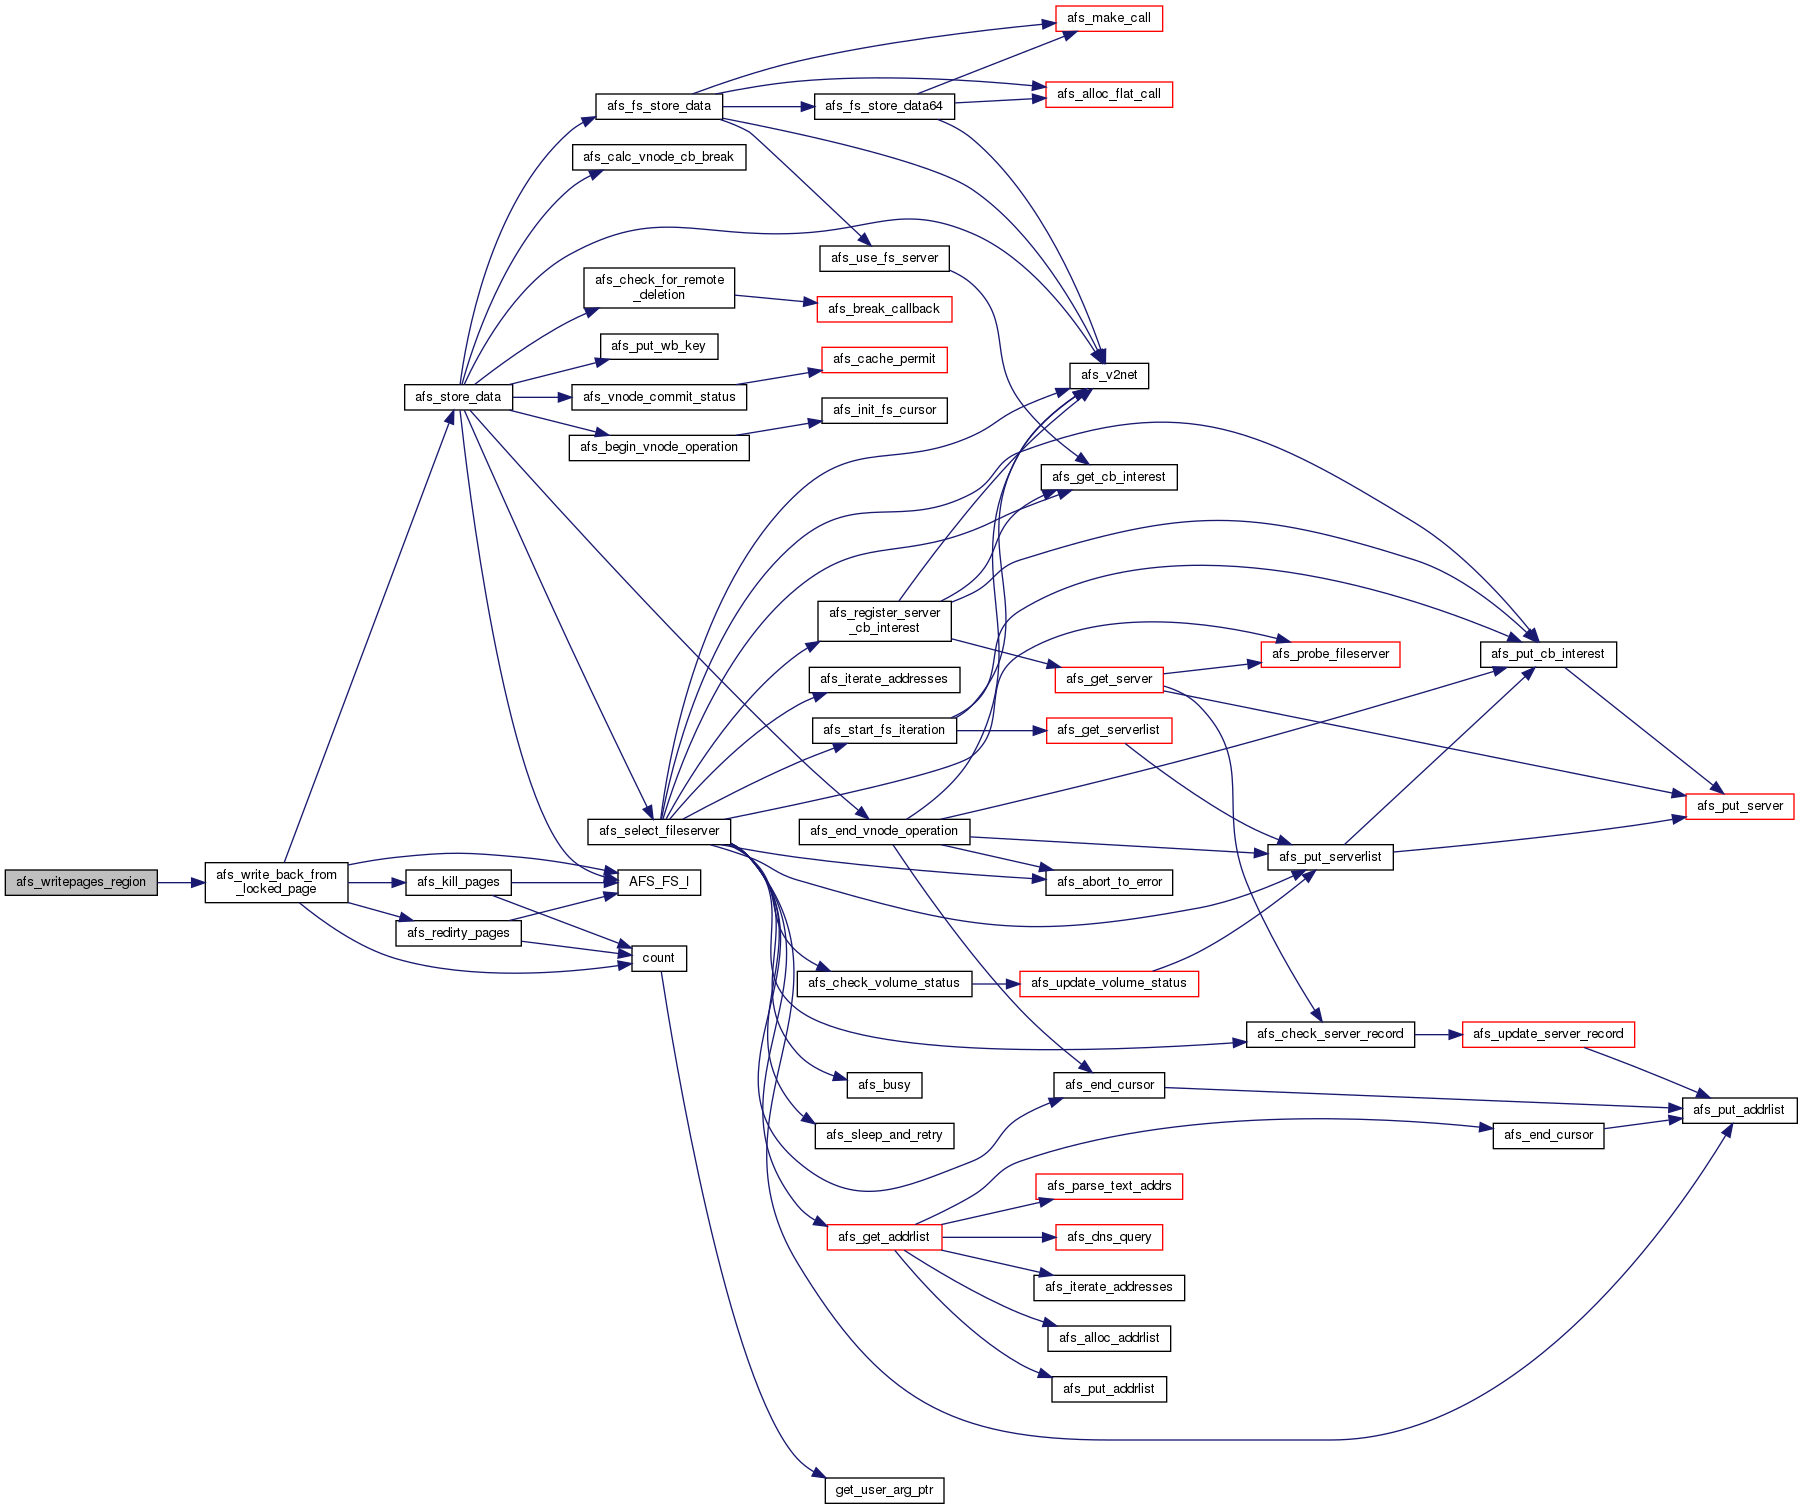 afs_make_call
afs_alloc_flat_call
afs_fs_store_data
afs_fs_store_data64
afs_calc_vnode_cb_break
afs_use_fs_server
afs_check_for_remote
_deletion
afs_break_callback
afs_put_wb_key
afs_cache_permit
afs_v2net
afs_store_data
afs_vnode_commit_status
afs_init_fs_cursor
afs_begin_vnode_operation
afs_get_cb_interest
afs_register_server
_cb_interest
afs_probe_fileserver
afs_put_cb_interest
afs_iterate_addresses
afs_get_server
afs_start_fs_iteration
afs_get_serverlist
afs_put_server
afs_select_fileserver
afs_end_vnode_operation
afs_put_serverlist
afs_writepages_region
afs_write_back_from
_locked_page
afs_kill_pages
AFS_FS_I
afs_abort_to_error
afs_redirty_pages
count
afs_check_volume_status
afs_update_volume_status
afs_check_server_record
afs_update_server_record
afs_busy
afs_end_cursor
afs_put_addrlist
afs_sleep_and_retry
afs_end_cursor
afs_parse_text_addrs
afs_get_addrlist
afs_dns_query
afs_iterate_addresses
afs_alloc_addrlist
afs_put_addrlist
get_user_arg_ptr